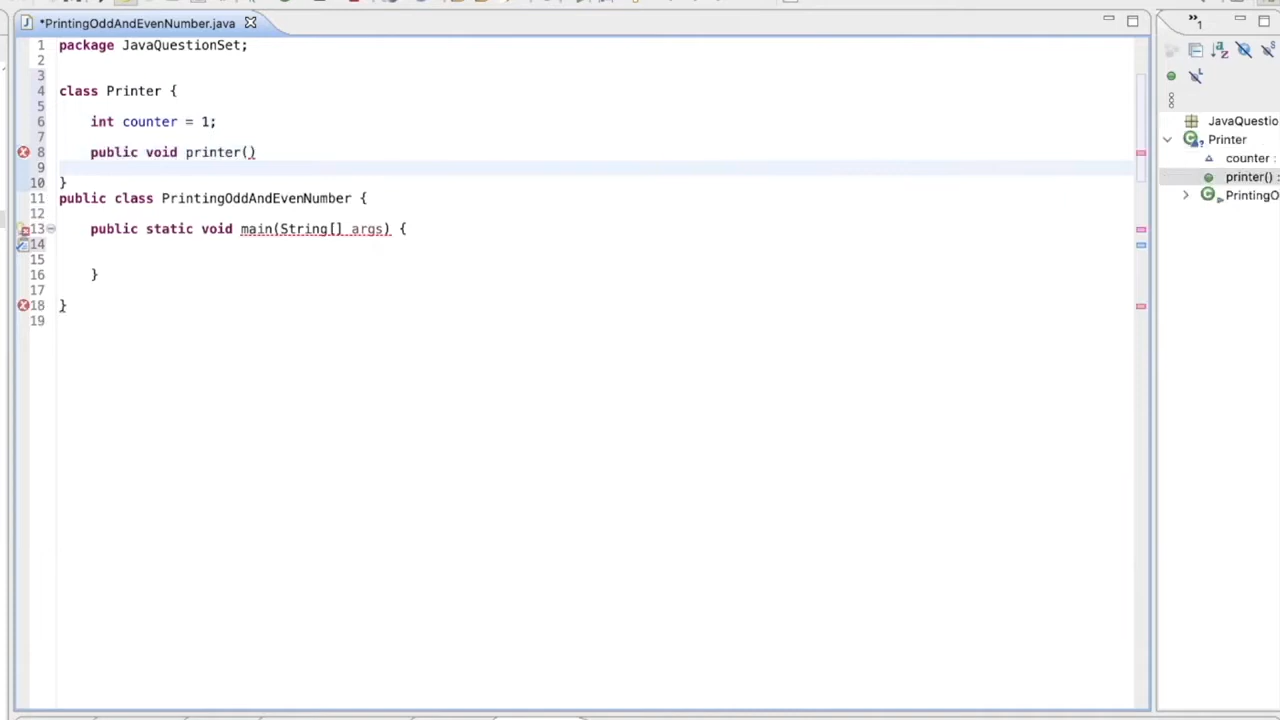 *PrintingOddAndEvenNumber.java
1 package JavaQuestionSet;
2
3
4 class Printer {
5
6 int counter = 1;
7
8 public void printer()
9
10 }
11 public class PrintingOddAndEvenNumber {
12
13 public static void main(String[] args) {
14
15
16 }
17
18 }
19
1
JavaQuestio
Printer
counter :
printer() :
PrintingO